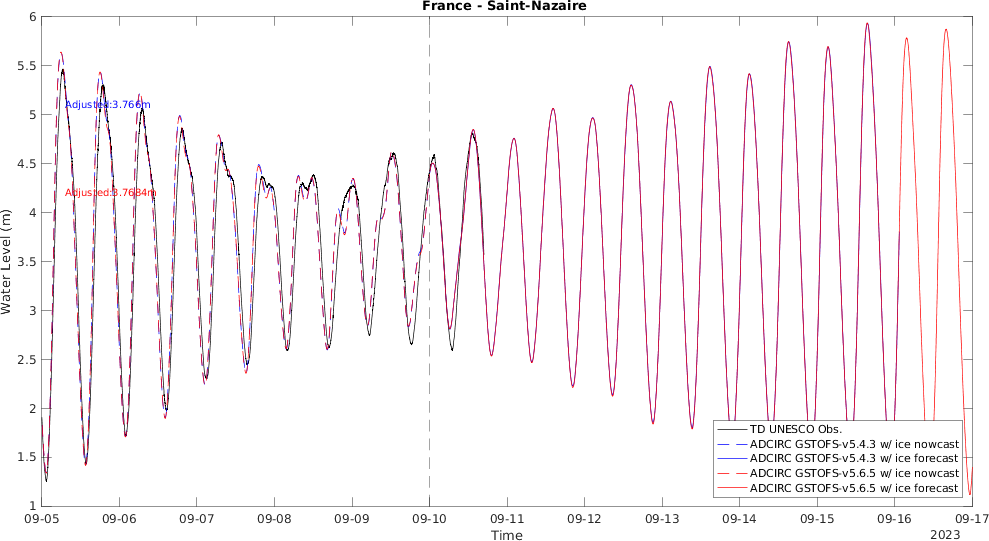 France - Saint-Nazaire
Water Level (m)
6
5.5
5
4.5
4
3.5
3
2.5
2
1.5
1
Adjusted:3.766m
Adjusted:3.7684m
TD UNESCO Obs.
ADCIRC GSTOFS-v5.4.3 w/ ice nowcast
ADCIRC GSTOFS-v5.4.3 w/ ice forecast
ADCIRC GSTOFS-v5.6.5 w/ ice nowcast
ADCIRC GSTOFS-v5.6.5 w/ ice forecast
09-05 09-06 09-07 09-08 09-09 09-10 09-11 09-12 09-13 09-14 09-15 09-16 09-17
Time
2023